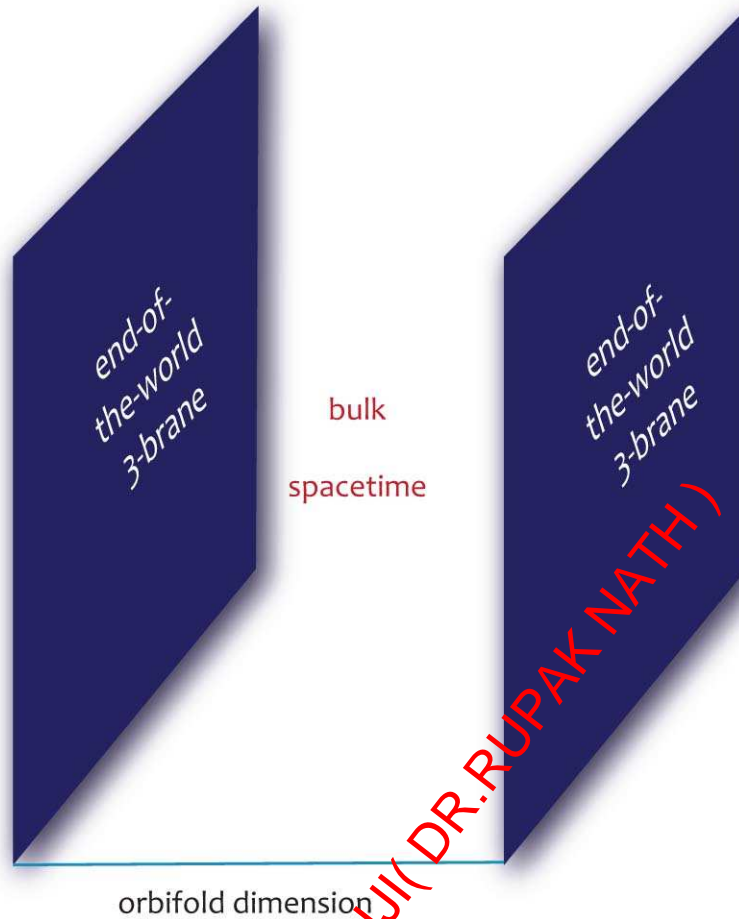 end-of-
the-world
3-brane
bulk
spacetime
end-of-
the-world
3-brane
JI( DR.RUPAK NATH )
orbifold dimension